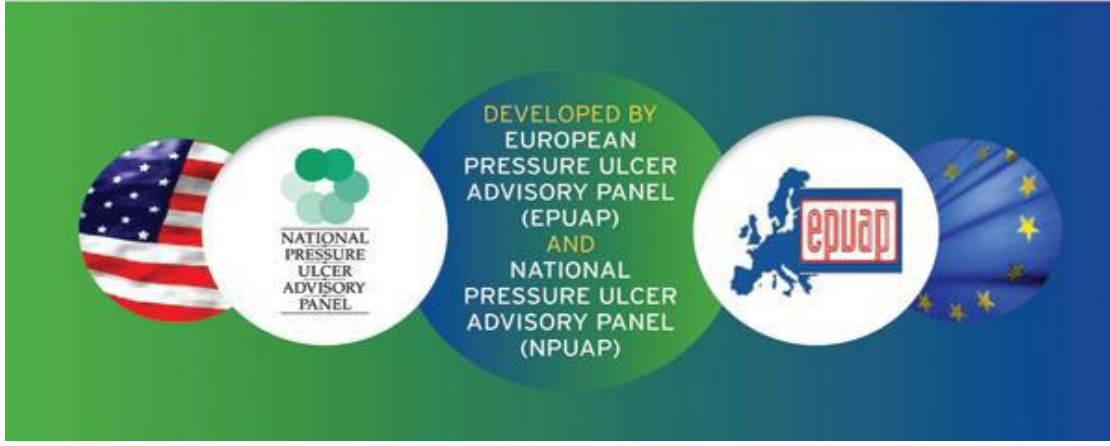 NATIONAL
PRESSURE
ULCER
ADVISORY
PANEL
DEVELOPED BY
EUROPEAN
PRESSURE ULCER
ADVISORY PANEL
(EPUAP)
AND
NATIONAL
PRESSURE ULCER
ADVISORY PANEL
(NPUAP)
epuap